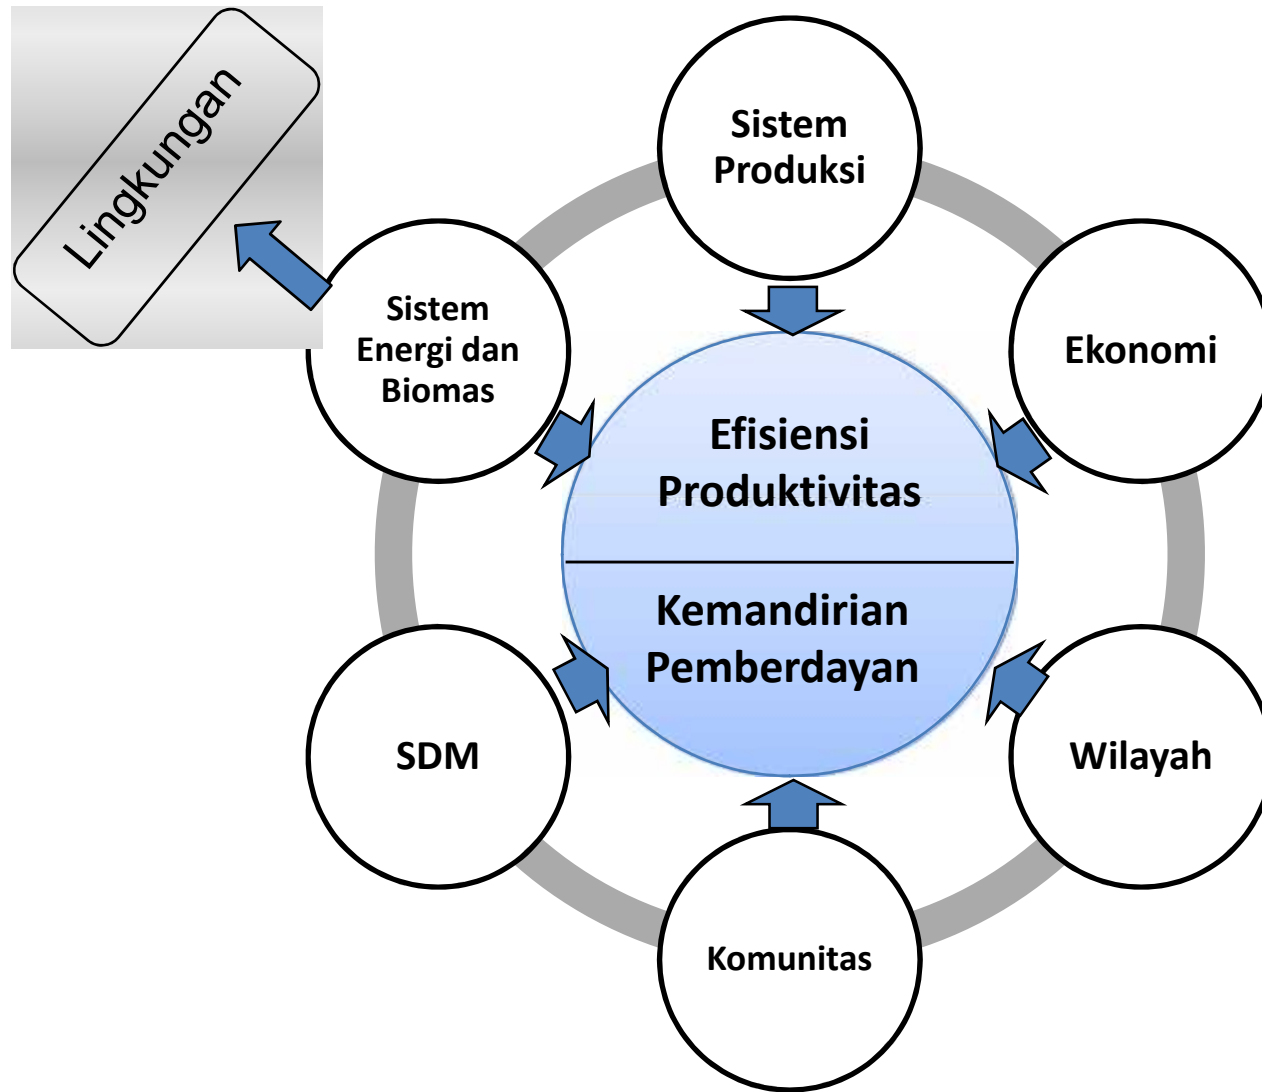 Lingkungan
Sistem
Produksi
Sistem
Energi dan
Biomas
Ekonomi
Efisiensi
Produktivitas
Kemandirian
Pemberdayan
SDM
Wilayah
Komunitas